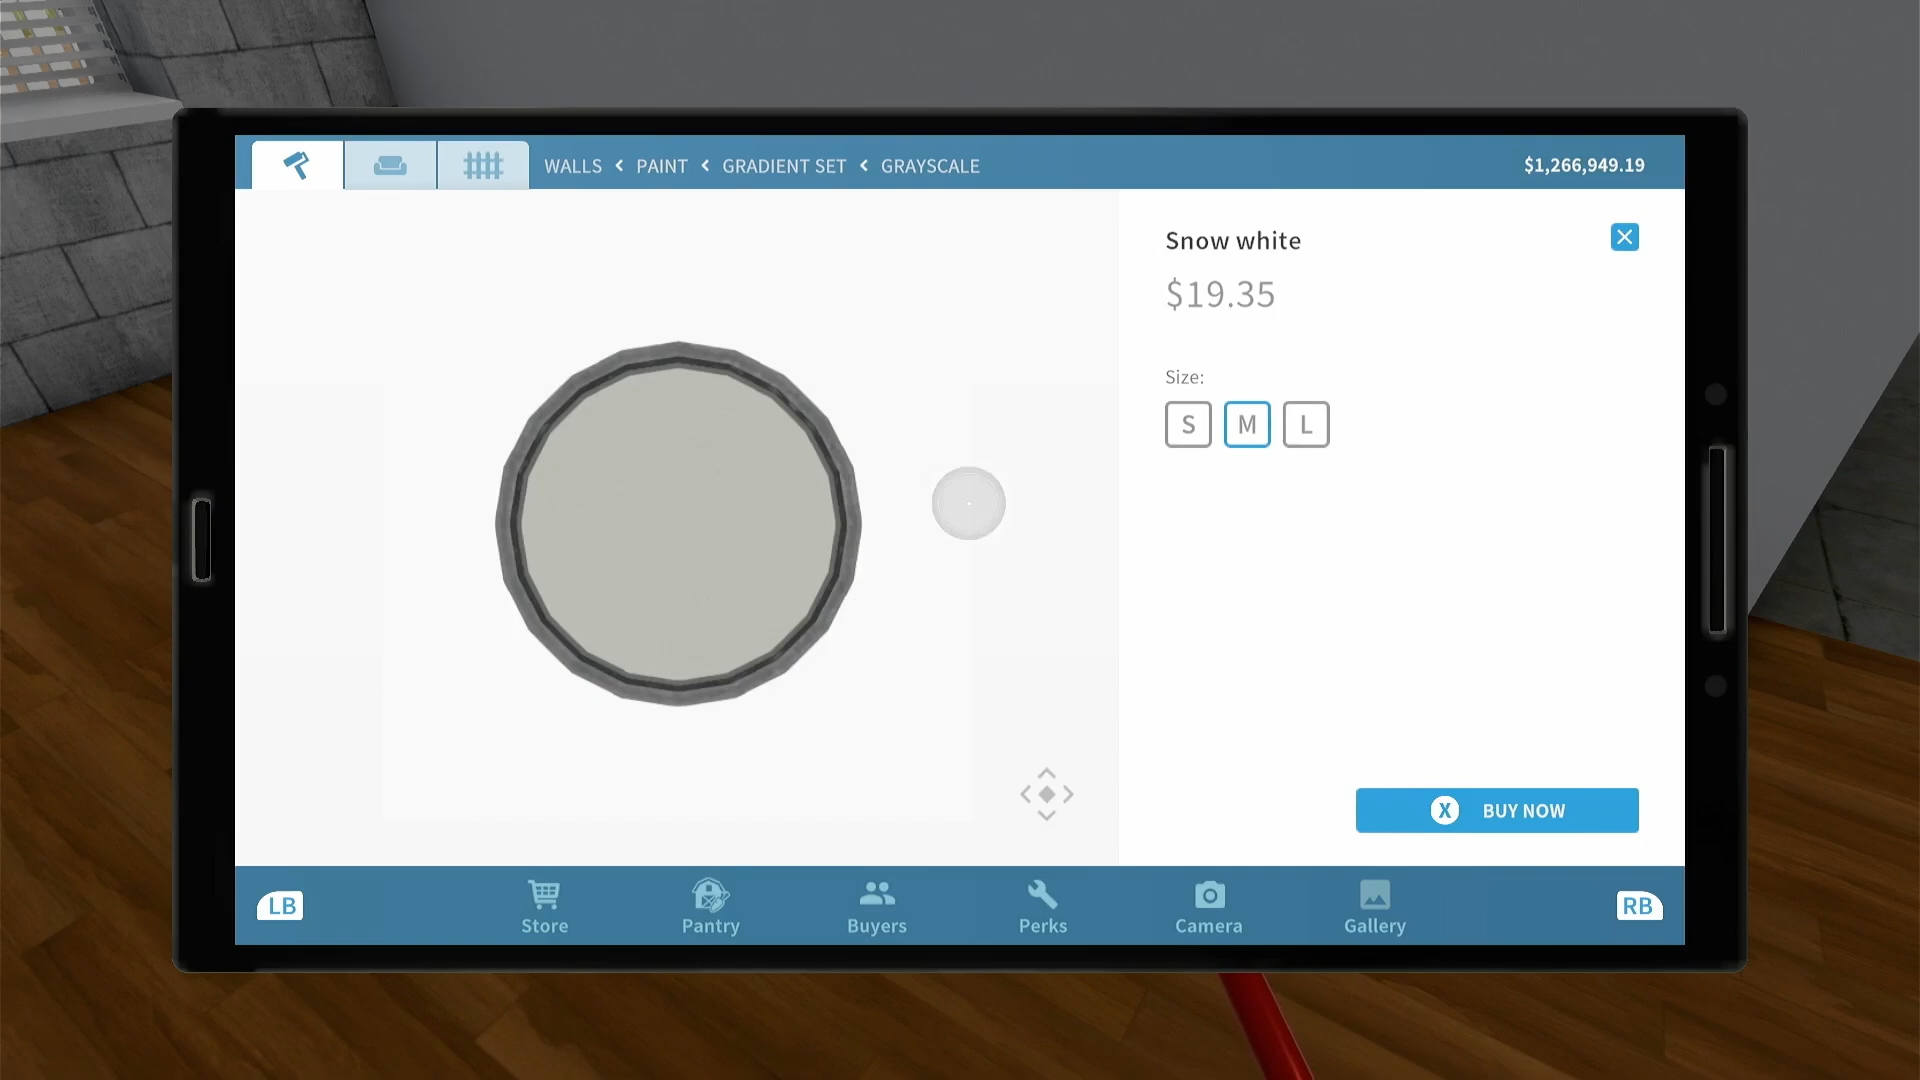 WALLS < PAINT < GRADIENT SET < GRAYSCALE
$1,266,949.19
Snow white
$19.35
Size:
S M L
X BUY NOW
LB Store Pantry Buyers Perks Camera Gallery RB